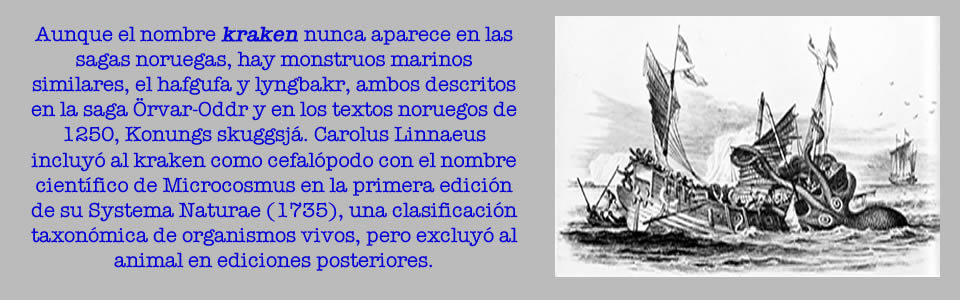 Aunque el nombre kraken nunca aparece en las
sagas noruegas, hay monstruos marinos
similares, el hafgufa y lyngbakr, ambos descritos
en la saga Örvar-Oddr y en los textos noruegos de
1250, Konungs skuggsjá. Carolus Linnaeus
incluyó al kraken como cefalópodo con el nombre
científico de Microcosmus en la primera edición
de su Systema Naturae (1735), una clasificación
taxonómica de organismos vivos, pero excluyó al
animal en ediciones posteriores.